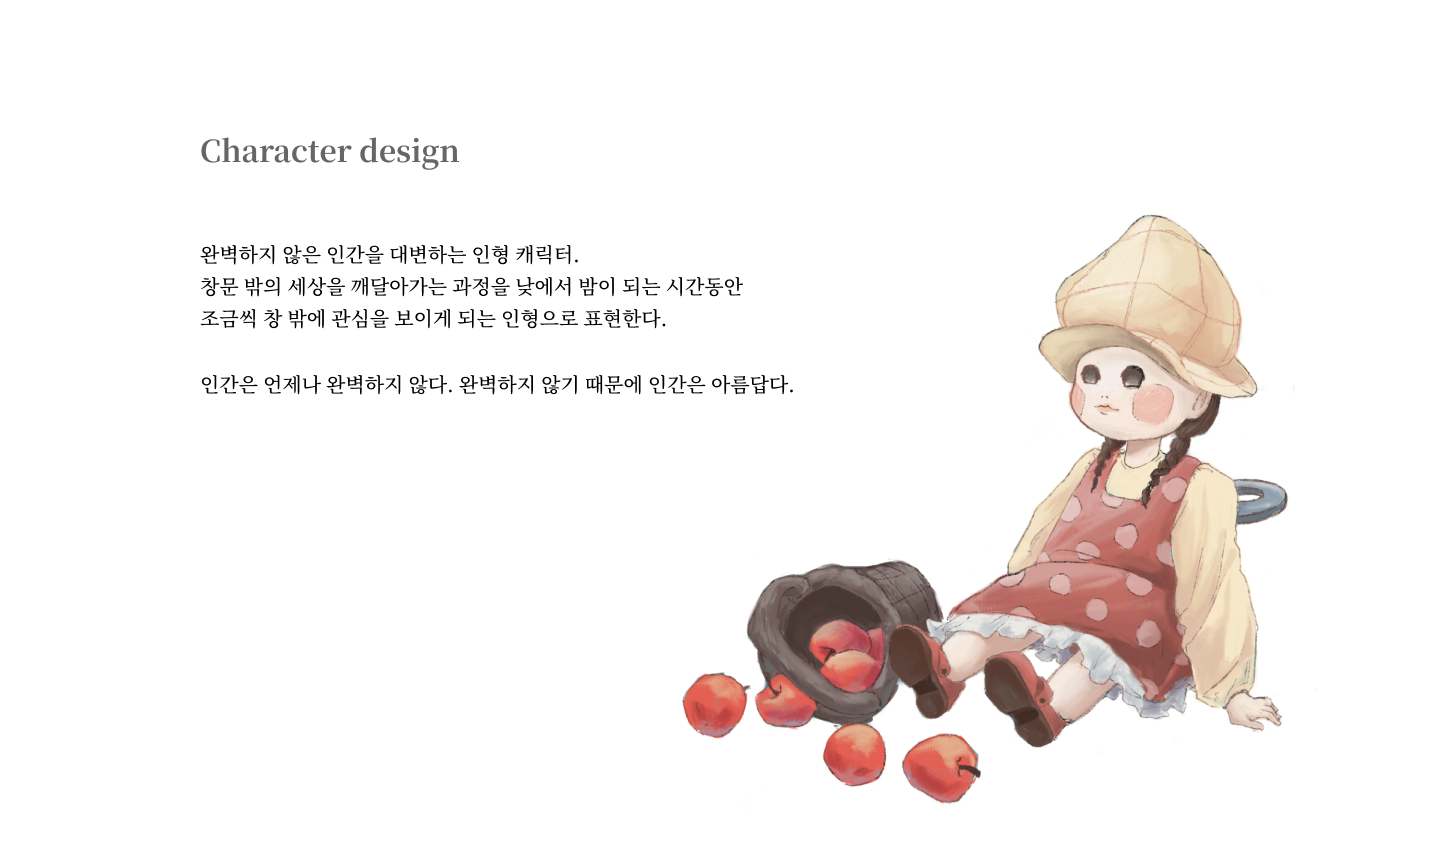 Character design
완벽하지 않은 인간을 대변하는 인형 캐릭터.
창문 밖의 세상을 깨달아가는 과정을 낮에서 밤이 되는 시간동안
조금씩 창 밖에 관심을 보이게 되는 인형으로 표현한다.
인간은 언제나 완벽하지 않다. 완벽하지 않기 때문에 인간은 아름답다.